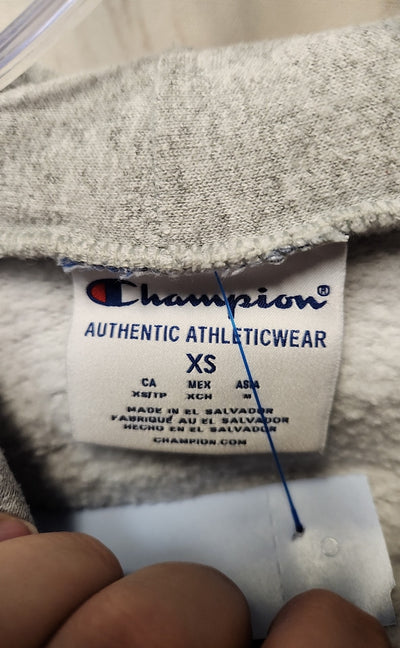 Champion®
AUTHENTIC ATHLETICWEAR
XS
CA MEX ASIA
XS/TP XCH M
MADE IN EL SALVADOR
FABRIQUÉ AU EL SALVADOR
HECHO EN EL SALVADOR
CHAMPION.COM